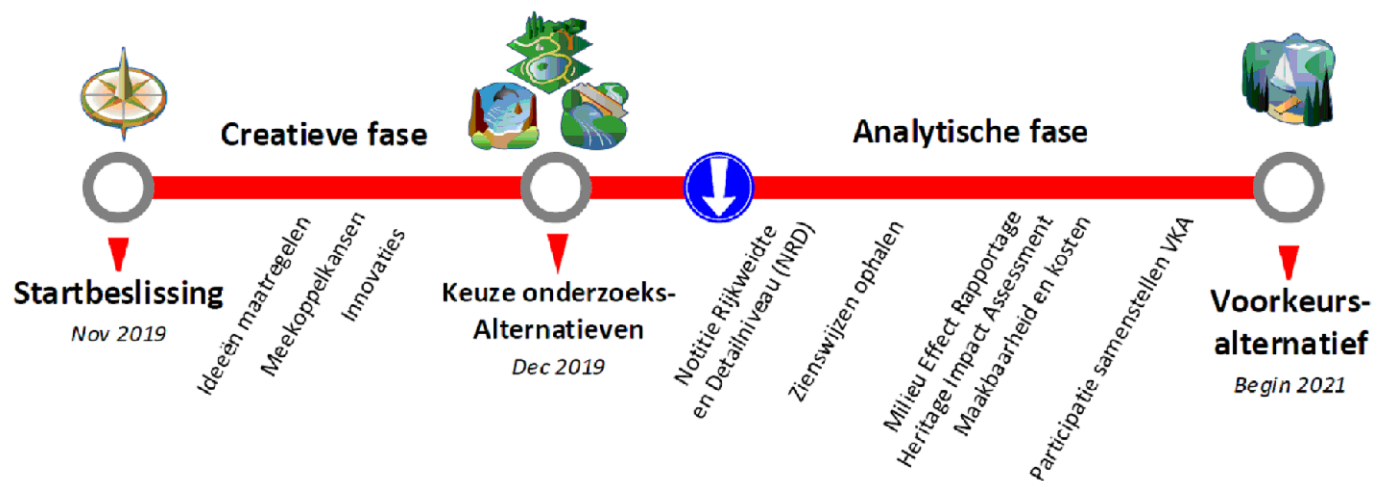 Creatieve fase
Analytische fase
Startbeslissing
Nov 2019
Ideeën maatregelen
Meekoppelkansen
Innovaties
Keuze onderzoeks-
Alternatieven
Dec 2019
Notitie Rijkweidte
en Detailniveau (NRD)
Zienswijzen ophalen
Milieu Effect Rapportage
Heritage Impact Assessment
Maakbaarheid en kosten
Participatie samenstellen VKA
Voorkeurs-
alternatief
Begin 2021